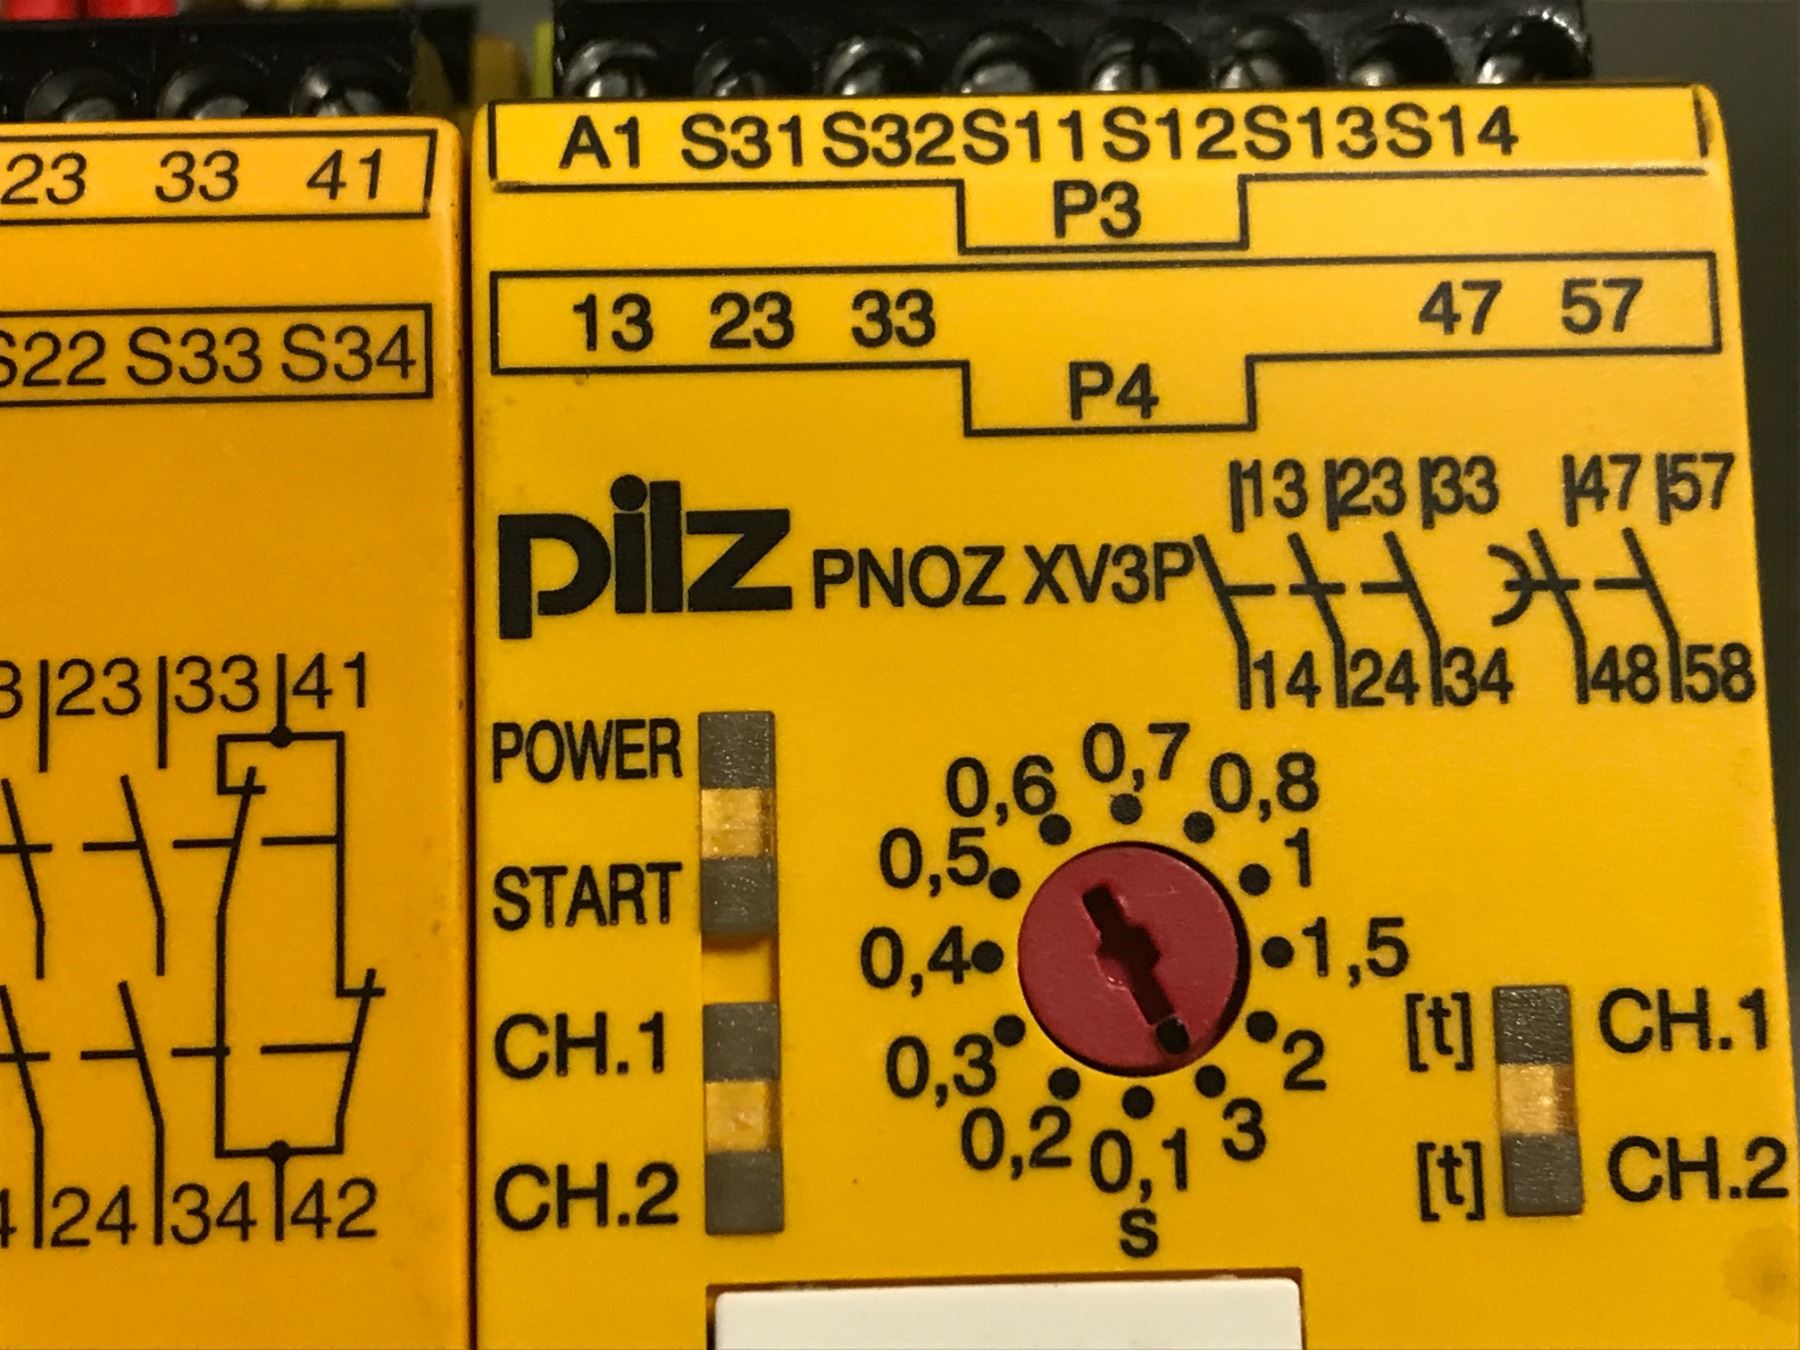 23 33 41
S22 S33 S34
23 33 41
24 34 42
A1 S31 S32 S11 S12 S13 S14
P3
13 23 33 47 57
P4
13 23 33 47 57
pilz PNOZ XV3P
14 24 34 48 58
POWER
START
CH.1
CH.2
0,7
0,6 0,8
0,5 1
0,4 1,5
0,3 2
0,2 3
0,1
s
[t] CH.1
[t] CH.2